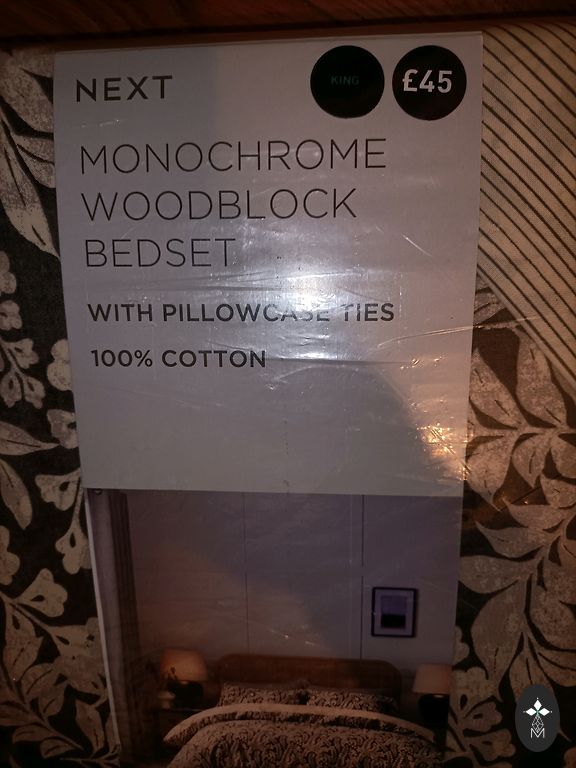 NEXT
KING
£45
MONOCHROME
WOODBLOCK
BEDSET
WITH PILLOWCASE TIES
100% COTTON
M